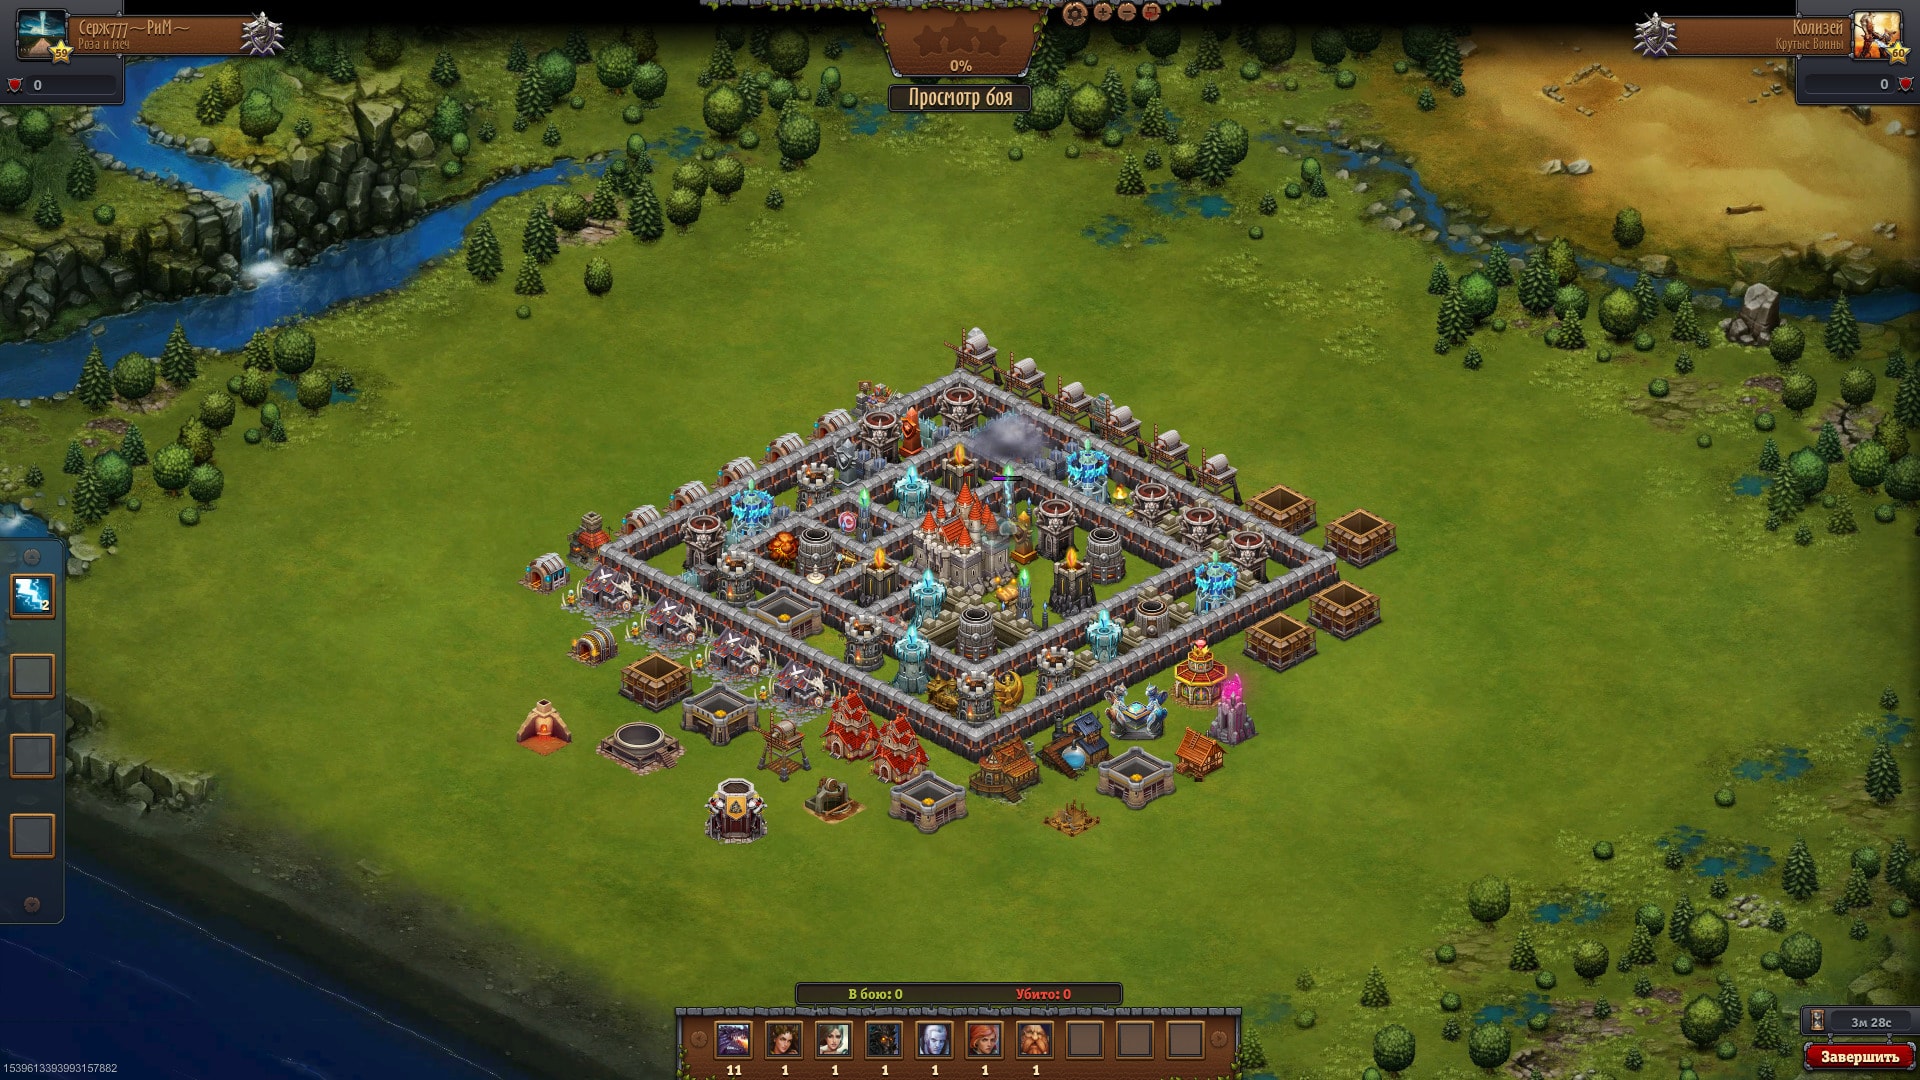 Серж777~РиМ~
Роза и Меч
59
0
0%
Просмотр боя
Колизей
Крутые Воины
60
0
2
В бою: 0
Убито: 0
11
1
1
1
1
1
1
3м 28с
Завершить
1539613393993157882